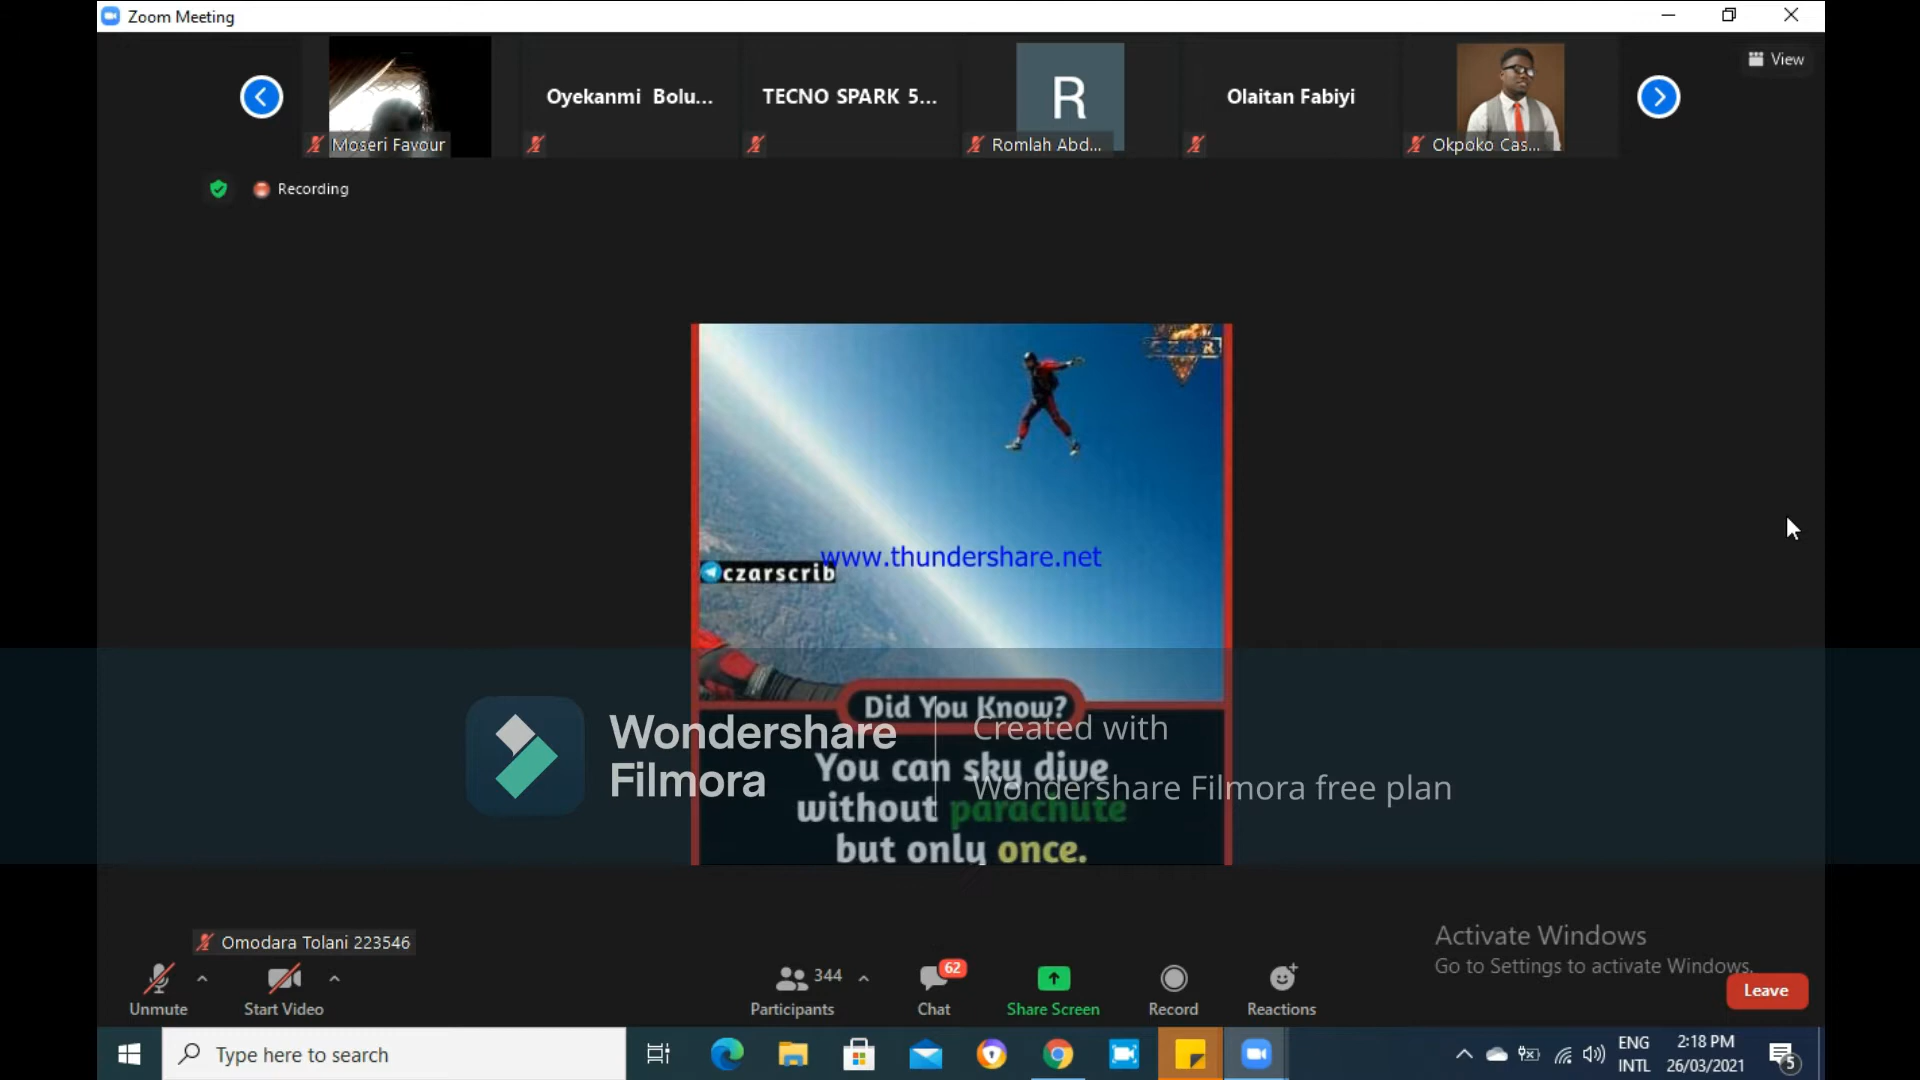 Zoom Meeting
View
Oyekanmi Bolu...
TECNO SPARK 5...
R
Olaitan Fabiyi
Moseri Favour
Romlah Abd...
Okpoko Cas...
Recording
CZAR
www.thundershare.net
czarscrib
Did You Know?
You can sky dive
without parachute
but only once.
Wondershare
Filmora
Created with
Wondershare Filmora free plan
Omodara Tolani 223546
Activate Windows
Go to Settings to activate Windows.
Unmute
Start Video
344
Participants
62
Chat
Share Screen
Record
Reactions
Leave
Type here to search
ENG
INTL
2:18 PM
26/03/2021
5